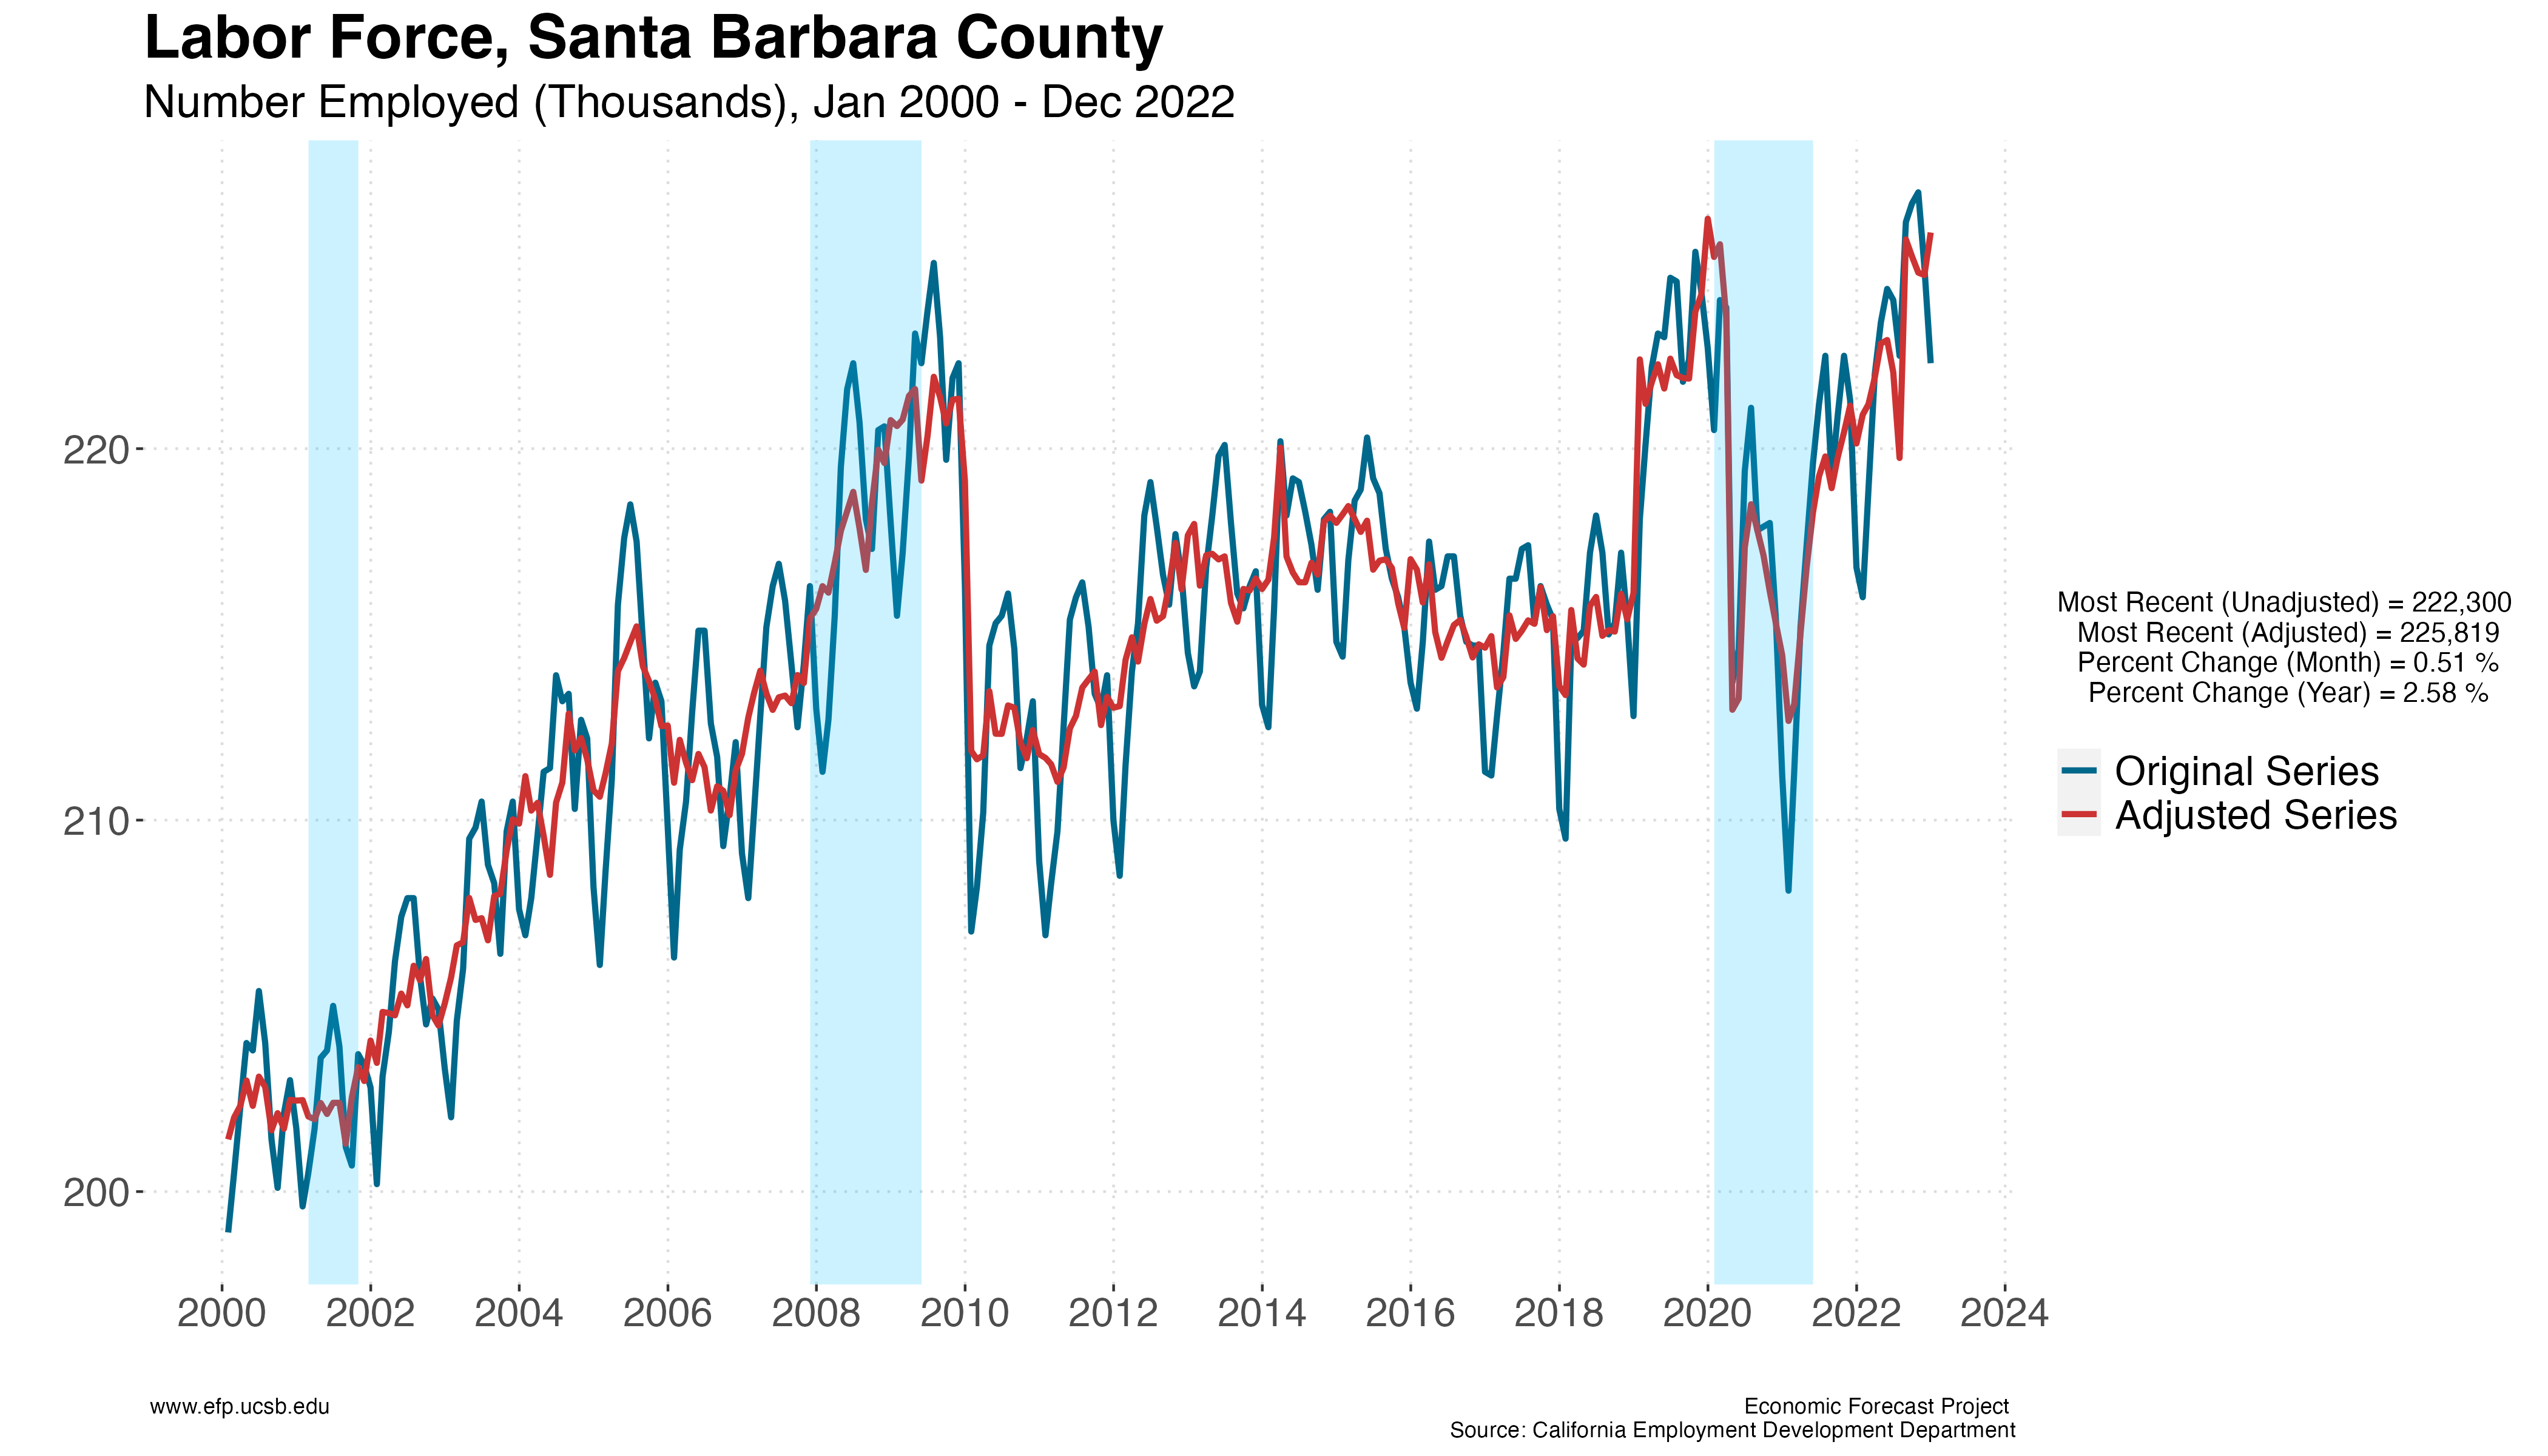 Labor Force, Santa Barbara County
Number Employed (Thousands), Jan 2000 - Dec 2022
220
210
200
2000 2002 2004 2006 2008 2010 2012 2014 2016 2018 2020 2022 2024
Most Recent (Unadjusted) = 222,300
Most Recent (Adjusted) = 225,819
Percent Change (Month) = 0.51 %
Percent Change (Year) = 2.58 %
Original Series
Adjusted Series
www.efp.ucsb.edu
Economic Forecast Project
Source: California Employment Development Department